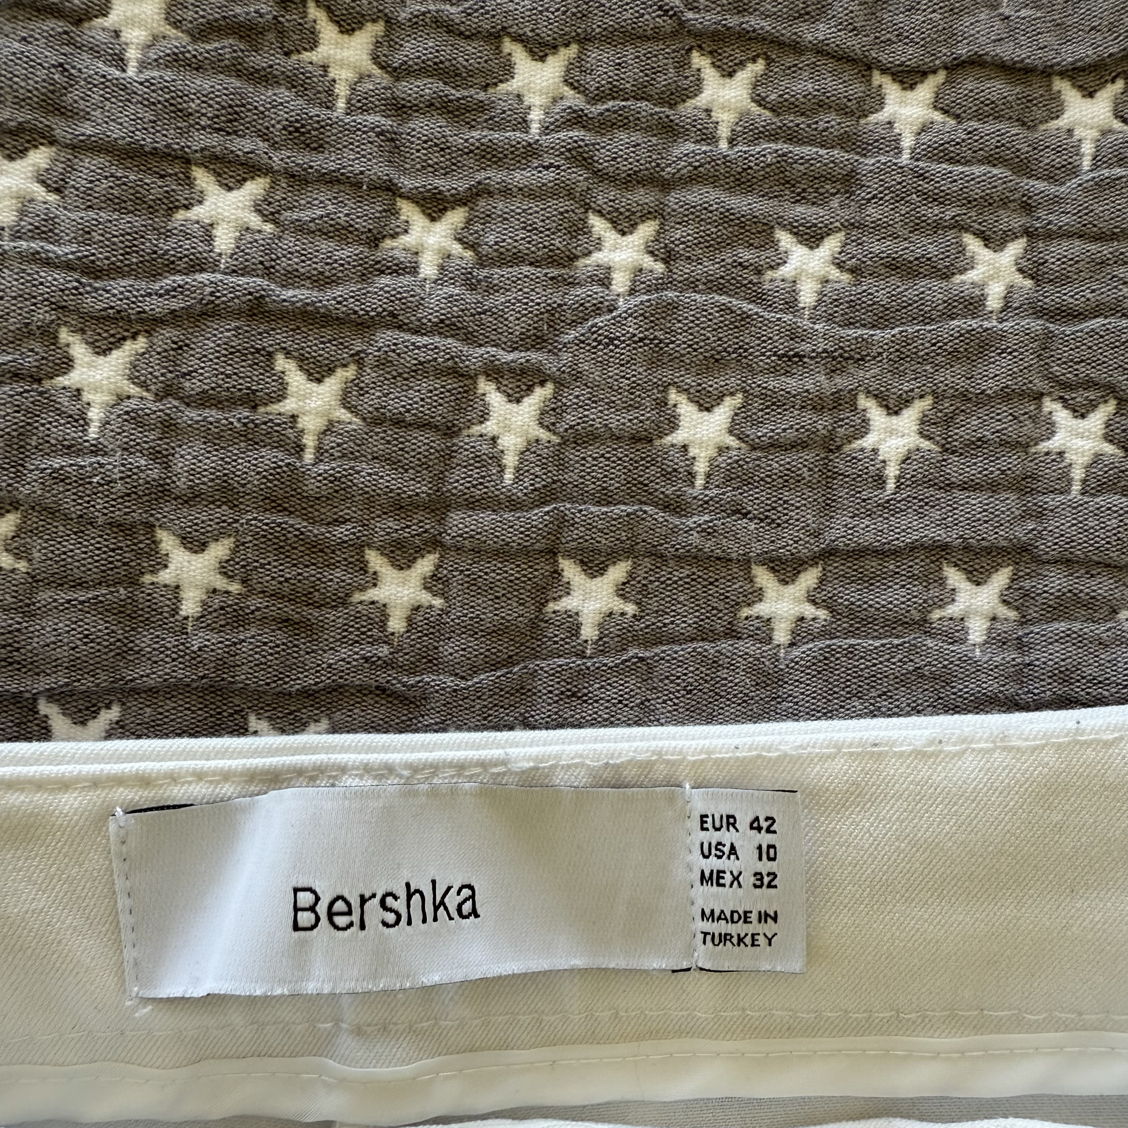 Bershka
EUR 42
USA 10
MEX 32
MADE IN
TURKEY